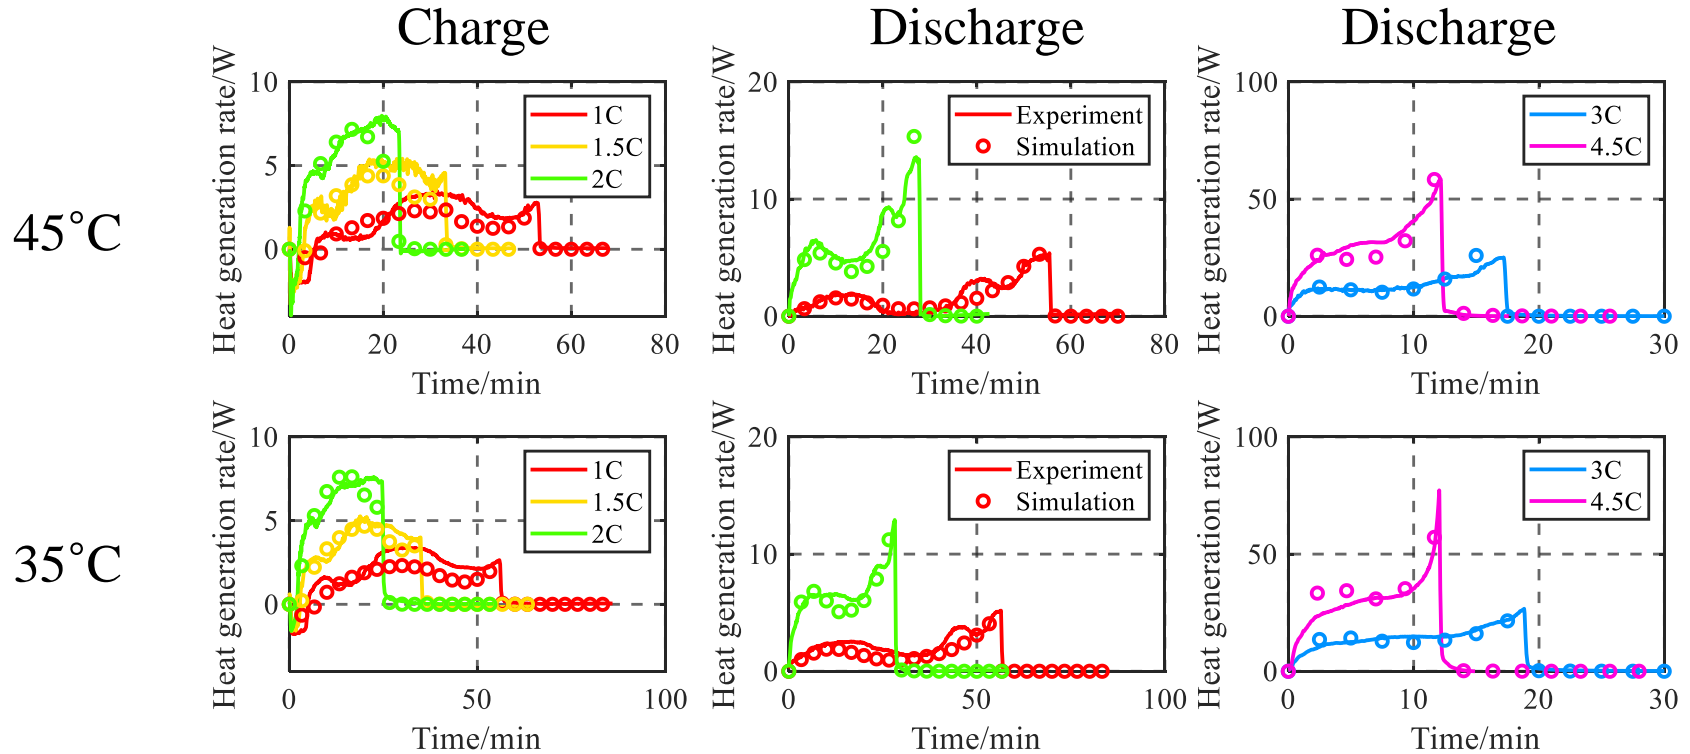 Charge
Discharge
Discharge
45°C
Heat generation rate/W
10
5
0
0 20 40 60 80
Time/min
1C
1.5C
2C
Heat generation rate/W
20
10
0
0 20 40 60 80
Time/min
Experiment
Simulation
Heat generation rate/W
100
50
0
0 10 20 30
Time/min
3C
4.5C
35°C
Heat generation rate/W
10
5
0
0 50 100
Time/min
1C
1.5C
2C
Heat generation rate/W
20
10
0
0 50 100
Time/min
Experiment
Simulation
Heat generation rate/W
100
50
0
0 10 20 30
Time/min
3C
4.5C